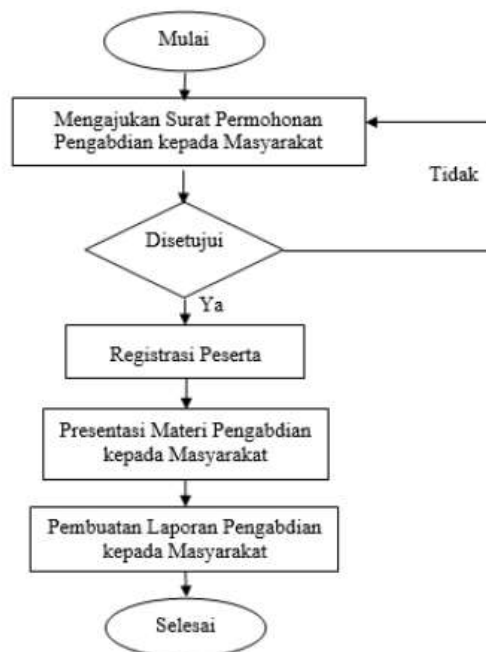 Mulai
Mengajukan Surat Permohonan
Pengabdian kepada Masyarakat
Tidak
Disetujui
Ya
Registrasi Peserta
Presentasi Materi Pengabdian
kepada Masyarakat
Pembuatan Laporan Pengabdian
kepada Masyarakat
Selesai